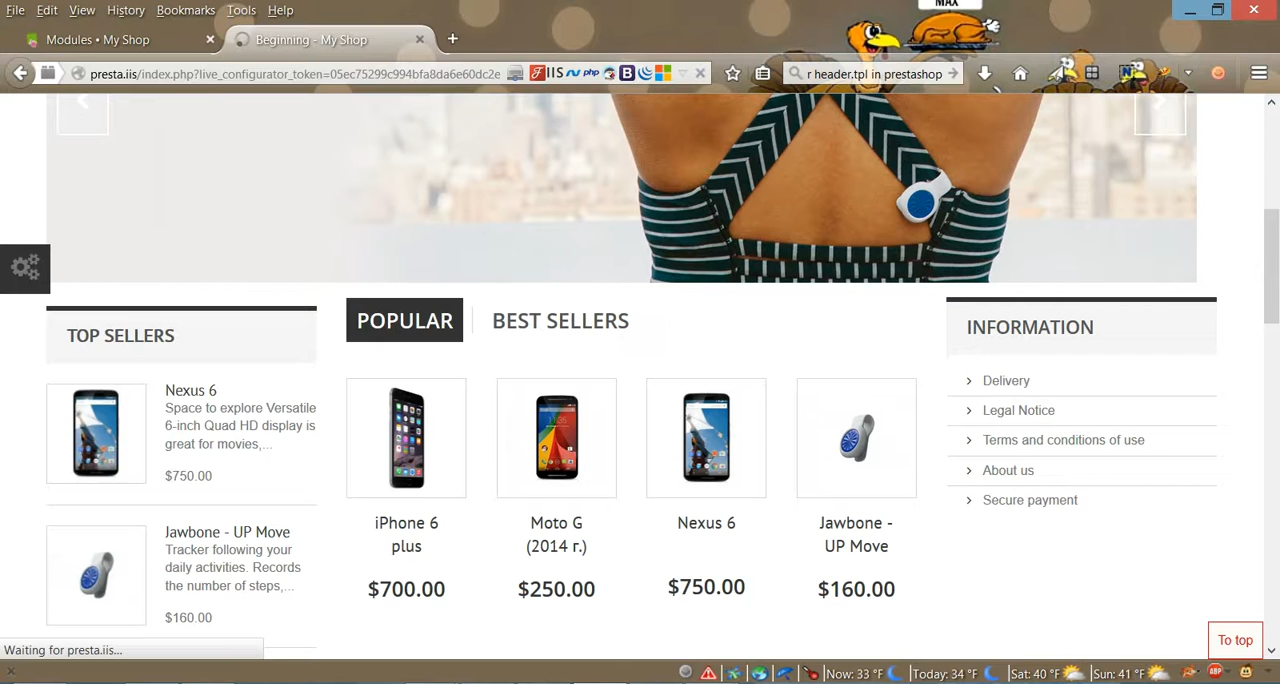 MAX
File Edit View History Bookmarks Tools Help
Modules • My Shop
Beginning - My Shop
presta.iis/index.php?live_configurator_token=05ec75299c994bfa8da6e60dc2e
IIS
php
B
r header.tpl in prestashop
N
TOP SELLERS
POPULAR
BEST SELLERS
INFORMATION
Nexus 6
Space to explore Versatile
6-inch Quad HD display is
great for movies,...
$750.00
Jawbone - UP Move
Tracker following your
daily activities. Records
the number of steps,...
$160.00
iPhone 6
plus
$700.00
Moto G
(2014 г.)
$250.00
Nexus 6
$750.00
Jawbone -
UP Move
$160.00
Delivery
Legal Notice
Terms and conditions of use
About us
Secure payment
To top
Waiting for presta.iis...
Now: 33 °F
Today: 34 °F
Sat: 40 °F
Sun: 41 °F
ABP